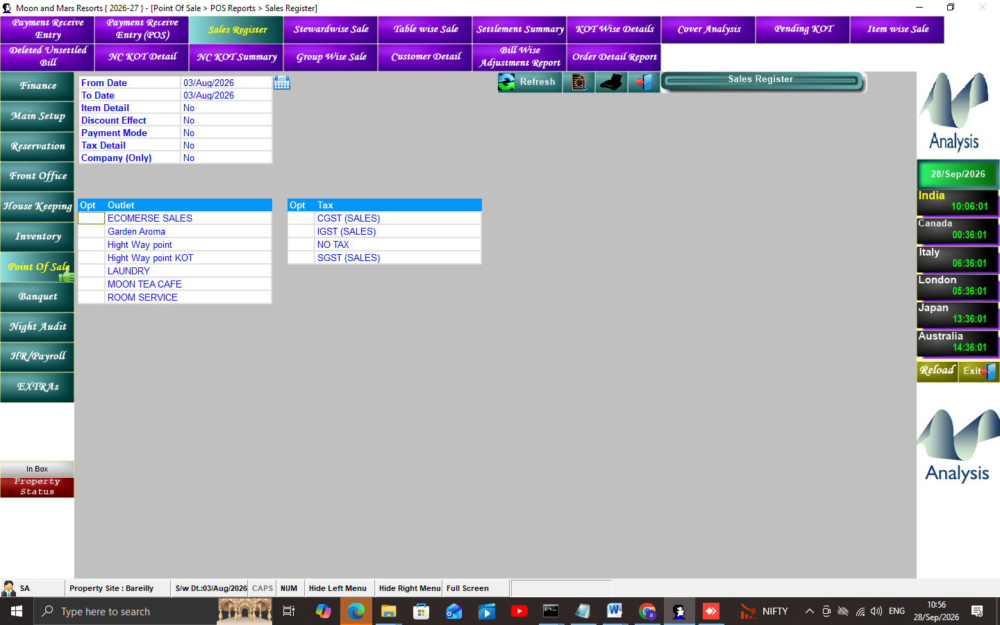 Moon and Mars Resorts { 2026-27 } - [Point Of Sale > POS Reports > Sales Register]
Payment Receive Entry
Payment Receive Entry (POS)
Sales Register
Stewardwise Sale
Table wise Sale
Settlement Summary
KOT Wise Details
Cover Analysis
Pending KOT
Item wise Sale
Deleted Unsettled Bill
NC KOT Detail
NC KOT Summary
Group Wise Sale
Customer Detail
Bill Wise Adjustment Report
Order Detail Report
Finance
Main Setup
Reservation
Front Office
House Keeping
Inventory
Point Of Sale
Banquet
Night Audit
HR/Payroll
EXTRAs
In Box
Property Status
From Date 03/Aug/2026
To Date 03/Aug/2026
Item Detail No
Discount Effect No
Payment Mode No
Tax Detail No
Company (Only) No
Refresh
Sales Register
Opt Outlet
ECOMERSE SALES
Garden Aroma
Hight Way point
Hight Way point KOT
LAUNDRY
MOON TEA CAFE
ROOM SERVICE
Opt Tax
CGST (SALES)
IGST (SALES)
NO TAX
SGST (SALES)
Analysis
28/Sep/2026
India
10:06:01
Canada
00:36:01
Italy
06:36:01
London
05:36:01
Japan
13:36:01
Australia
14:36:01
Reload Exit
Analysis
SA Property Site : Bareilly S/w Dt.:03/Aug/2026 CAPS NUM Hide Left Menu Hide Right Menu Full Screen
Type here to search
NIFTY
ENG
10:56
28/Sep/2026